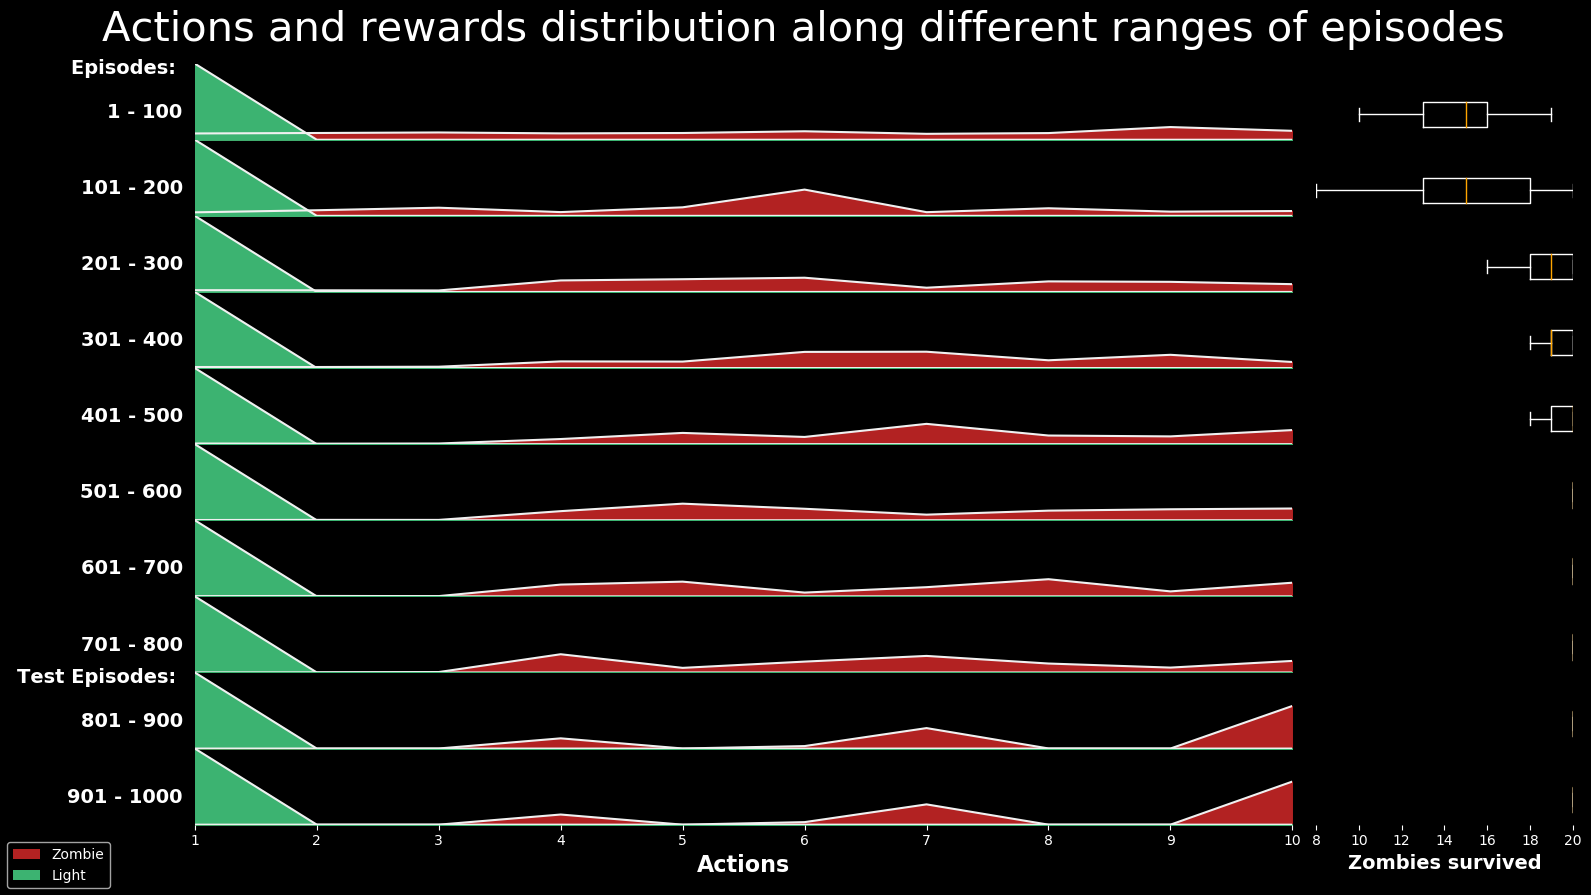 Actions and rewards distribution along different ranges of episodes
Episodes:
1 - 100
101 - 200
201 - 300
301 - 400
401 - 500
501 - 600
601 - 700
701 - 800
Test Episodes:
801 - 900
901 - 1000
1 2 3 4 5 6 7 8 9 10
8 10 12 14 16 18 20
Actions
Zombies survived
Zombie
Light